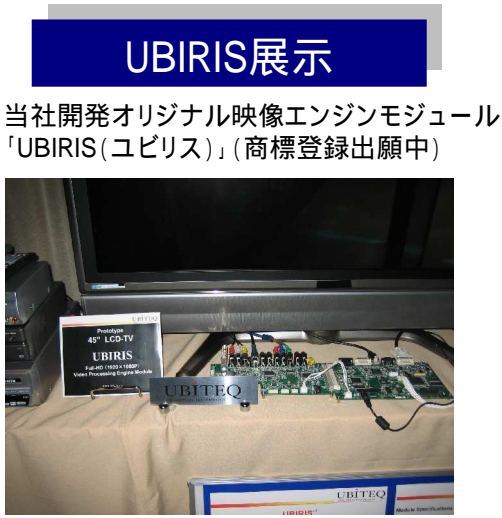 UBIRIS展示
当社開発オリジナル映像エンジンモジュール
「UBIRIS(ユビリス)」(商標登録出願中)
UBITEQ
Prototype
45" LCD-TV
UBIRIS
Full-HD (1920×1080P)
Video Processing Engine Module
UBITEQ
UBITEQ
UBIRIS
Module Specifications